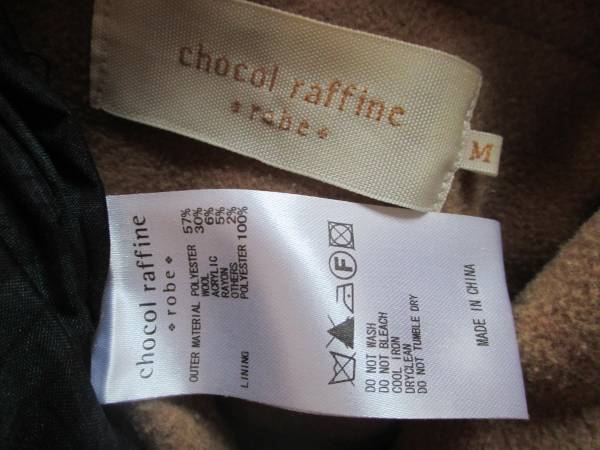 chocol raffine
robe
M
chocol raffine
robe
OUTER MATERIAL POLYESTER 57%
WOOL 30%
ACRYLIC 6%
RAYON 5%
OTHERS 2%
LINING POLYESTER 100%
F
DO NOT WASH
DO NOT BLEACH
COOL IRON
DRYCLEAN
DO NOT TUMBLE DRY
MADE IN CHINA